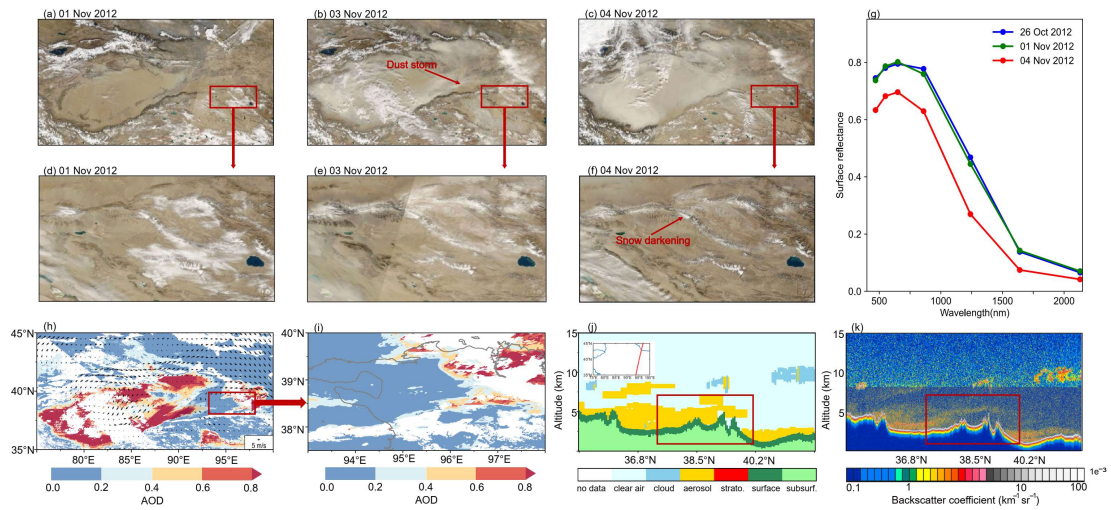 (a) 01 Nov 2012
(b) 03 Nov 2012
Dust storm
(c) 04 Nov 2012
(d) 01 Nov 2012
(e) 03 Nov 2012
(f) 04 Nov 2012
Snow darkening
(g)
26 Oct 2012
01 Nov 2012
04 Nov 2012
0.8
0.6
0.4
0.2
0.0
Surface reflectance
500 1000 1500 2000
Wavelength(nm)
(h)
45°N
40°N
35°N
5 m/s
80°E 85°E 90°E 95°E
0.0 0.2 0.4 0.6 0.8
AOD
(i)
40°N
39°N
38°N
94°E 95°E 96°E 97°E
0.0 0.2 0.4 0.6 0.8
AOD
(j)
15
10
5
Altitude (km)
36.8°N 38.5°N 40.2°N
no data clear air cloud aerosol strato. surface subsurf.
(k)
15
10
5
Altitude (km)
36.8°N 38.5°N 40.2°N
1e⁻³
0.1 1 10 100
Backscatter coefficient (km⁻¹ sr⁻¹)